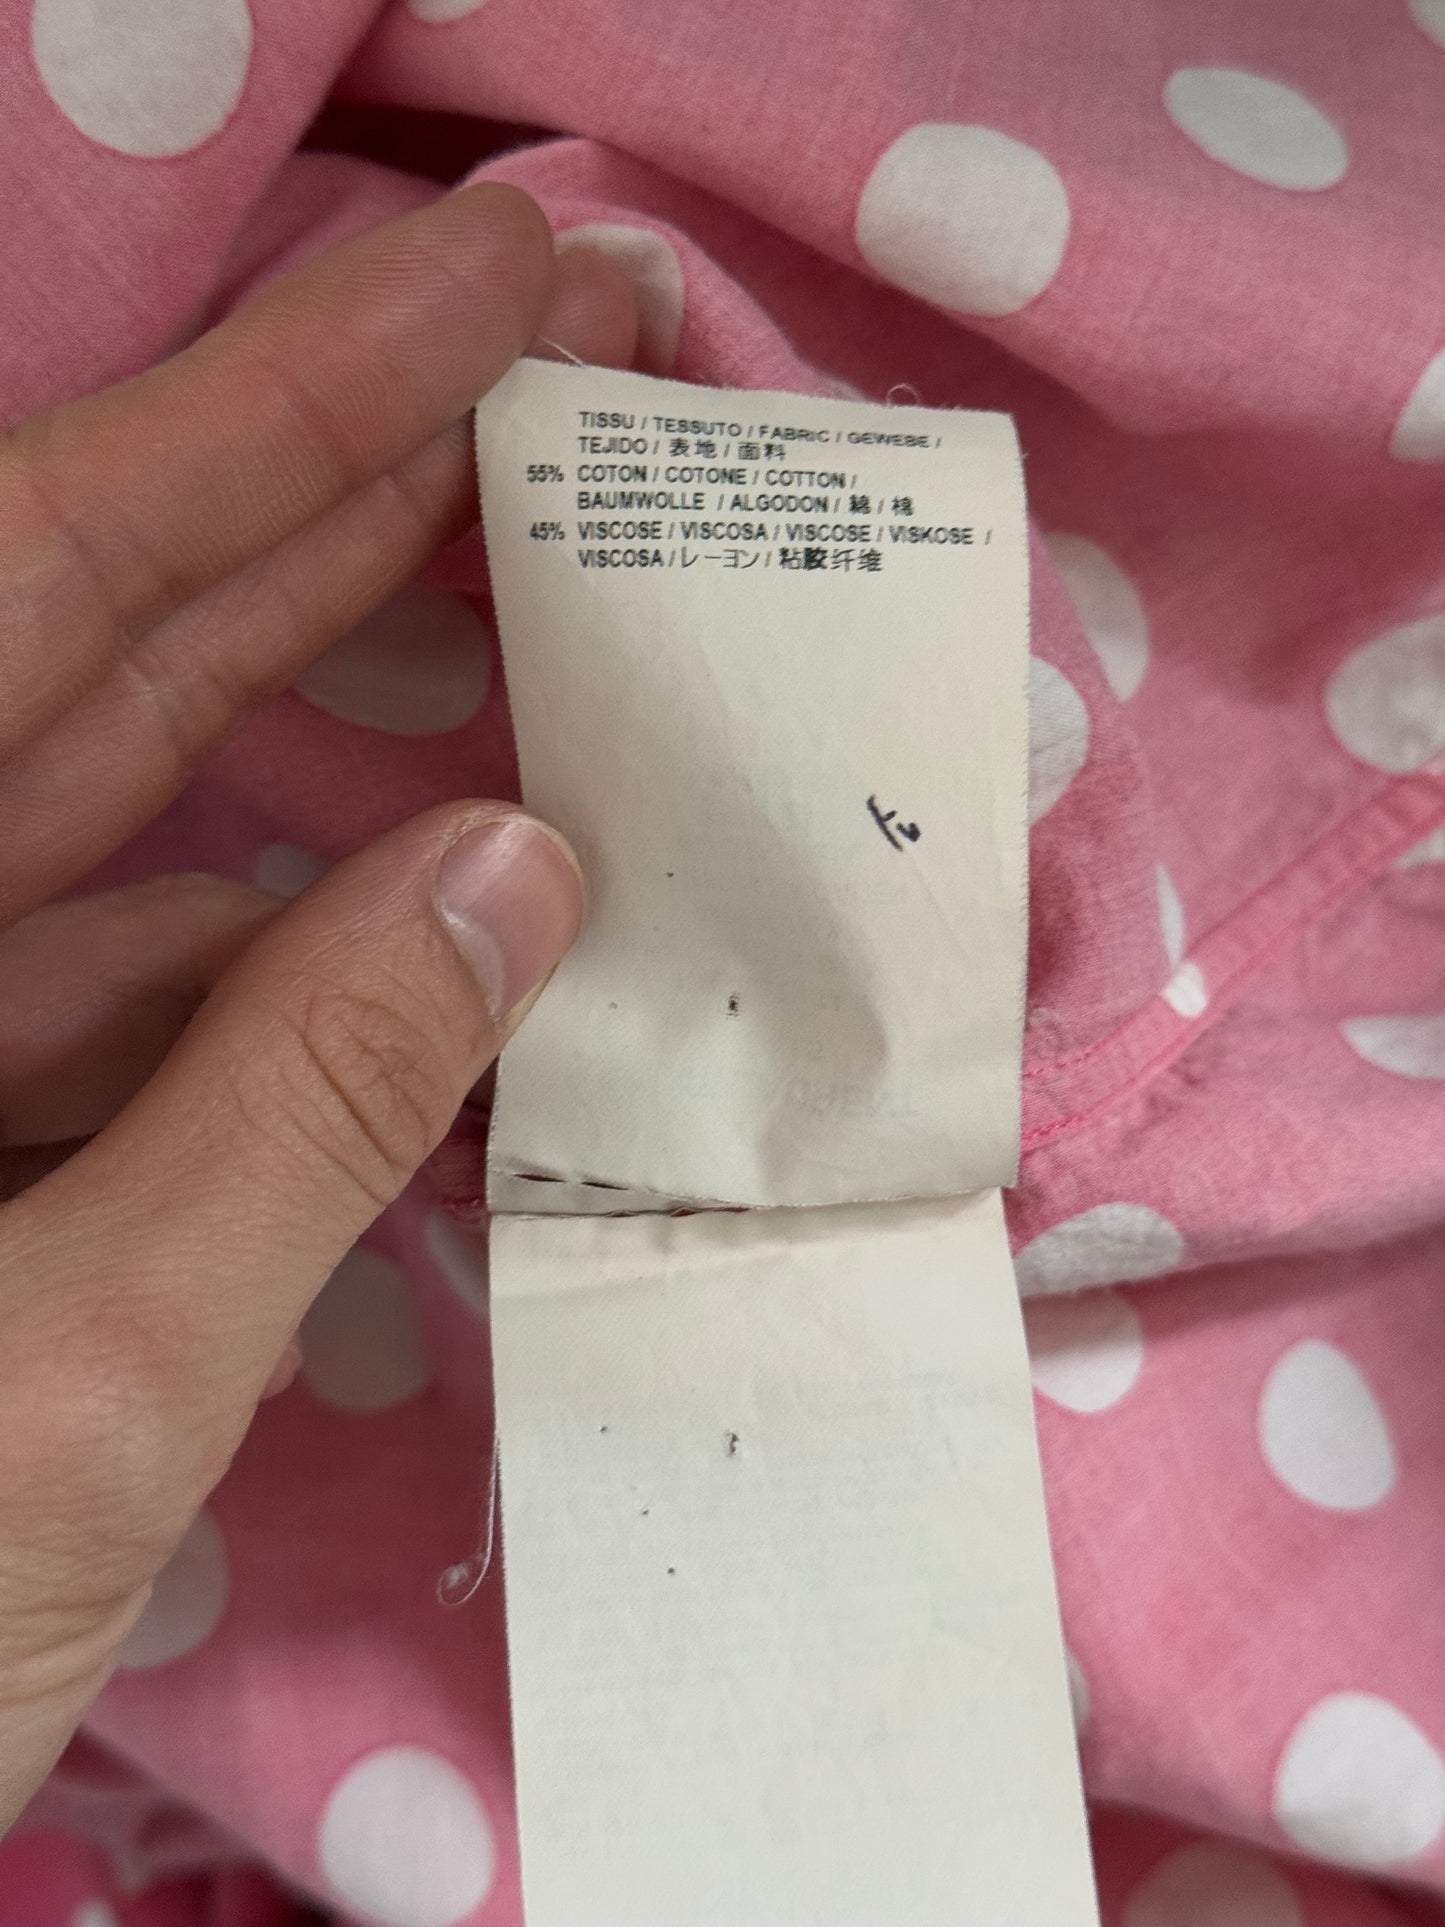 TISSU / TESSUTO / FABRIC / GEWEBE /
TEJIDO / 表地 / 面料
55% COTON / COTONE / COTTON /
BAUMWOLLE / ALGODON / 綿 / 棉
45% VISCOSE / VISCOSA / VISCOSE / VISKOSE /
VISCOSA / レーヨン / 粘胶纤维